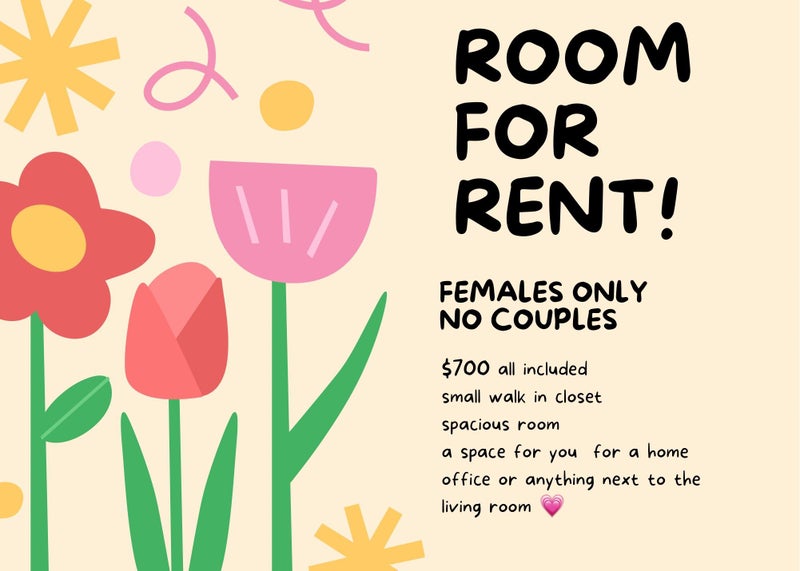 ROOM
FOR
RENT!
FEMALES ONLY
NO COUPLES
$700 all included
small walk in closet
spacious room
a space for you  for a home
office or anything next to the
living room 💗